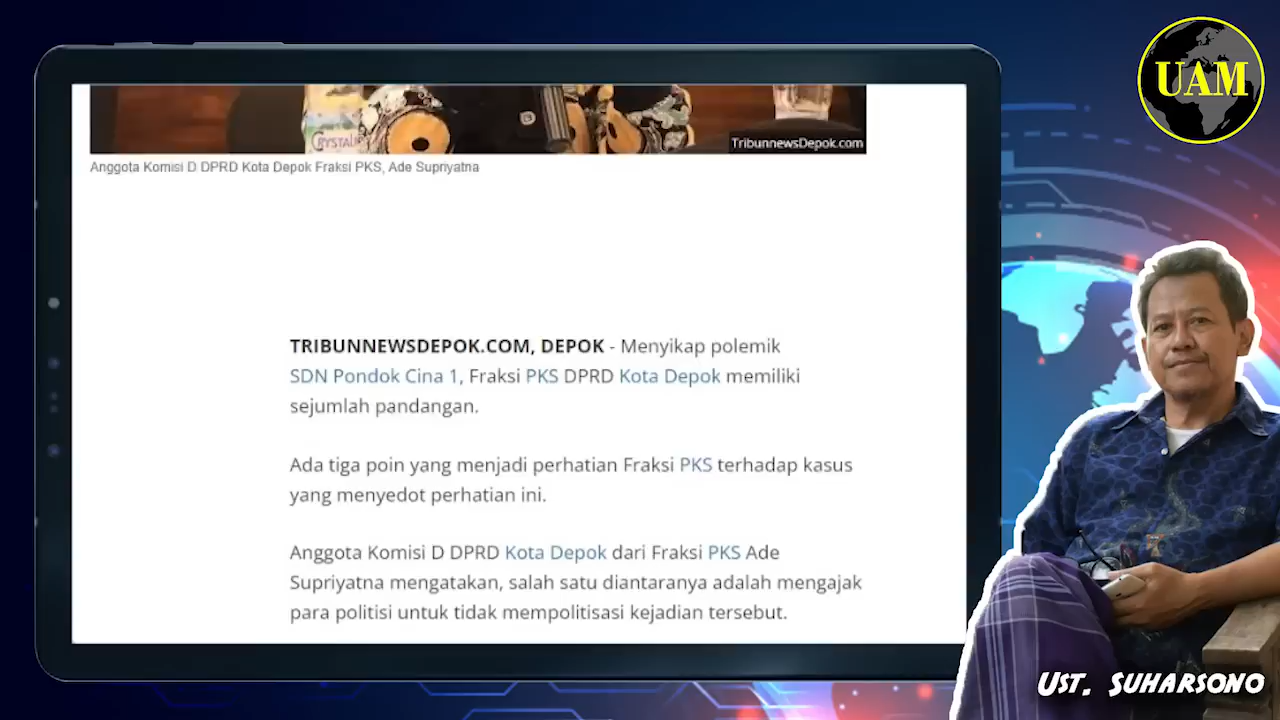 UAM
CRYSTAL
TribunnewsDepok.com
Anggota Komisi D DPRD Kota Depok Fraksi PKS, Ade Supriyatna
TRIBUNNEWSDEPOK.COM, DEPOK - Menyikap polemik
SDN Pondok Cina 1, Fraksi PKS DPRD Kota Depok memiliki
sejumlah pandangan.
Ada tiga poin yang menjadi perhatian Fraksi PKS terhadap kasus
yang menyedot perhatian ini.
Anggota Komisi D DPRD Kota Depok dari Fraksi PKS Ade
Supriyatna mengatakan, salah satu diantaranya adalah mengajak
para politisi untuk tidak mempolitisasi kejadian tersebut.
UST. SUHARSONO